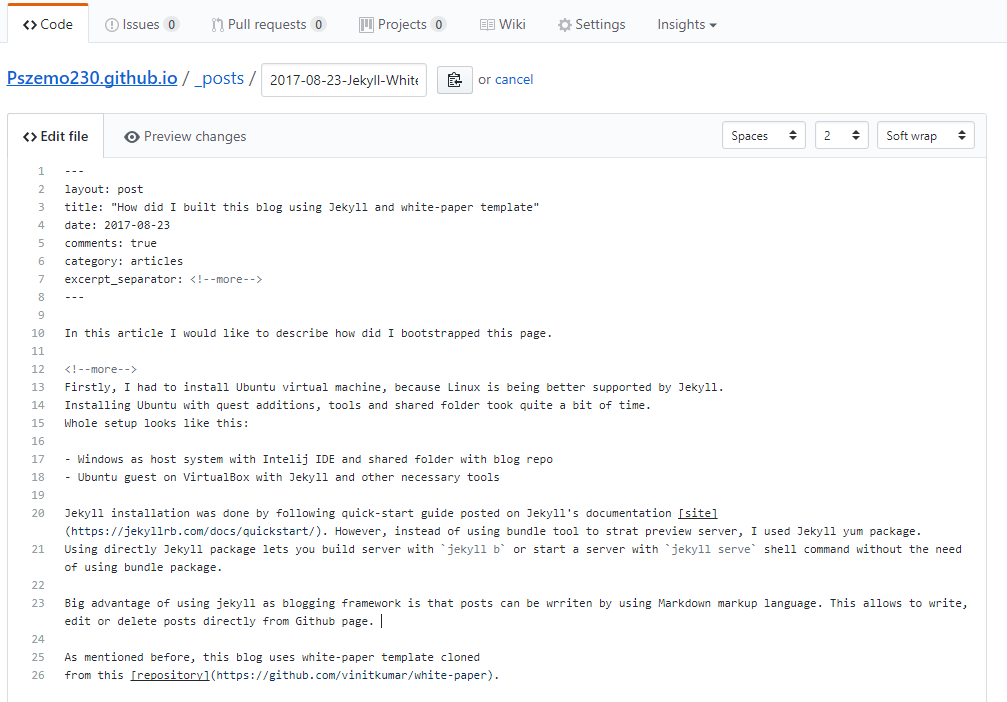 Code Issues 0 Pull requests 0 Projects 0 Wiki Settings Insights
Pszemo230.github.io / _posts / 2017-08-23-Jekyll-White or cancel
Edit file Preview changes Spaces 2 Soft wrap
1 ---
2 layout: post
3 title: "How did I built this blog using Jekyll and white-paper template"
4 date: 2017-08-23
5 comments: true
6 category: articles
7 excerpt_separator: <!--more-->
8 ---
9
10 In this article I would like to describe how did I bootstrapped this page.
11
12 <!--more-->
13 Firstly, I had to install Ubuntu virtual machine, because Linux is being better supported by Jekyll.
14 Installing Ubuntu with quest additions, tools and shared folder took quite a bit of time.
15 Whole setup looks like this:
16
17 - Windows as host system with Intelij IDE and shared folder with blog repo
18 - Ubuntu guest on VirtualBox with Jekyll and other necessary tools
19
20 Jekyll installation was done by following quick-start guide posted on Jekyll's documentation [site]
(https://jekyllrb.com/docs/quickstart/). However, instead of using bundle tool to strat preview server, I used Jekyll yum package.
21 Using directly Jekyll package lets you build server with `jekyll b` or start a server with `jekyll serve` shell command without the need
of using bundle package.
22
23 Big advantage of using jekyll as blogging framework is that posts can be wrriten by using Markdown markup language. This allows to write,
edit or delete posts directly from Github page.
24
25 As mentioned before, this blog uses white-paper template cloned
26 from this [repository](https://github.com/vinitkumar/white-paper).